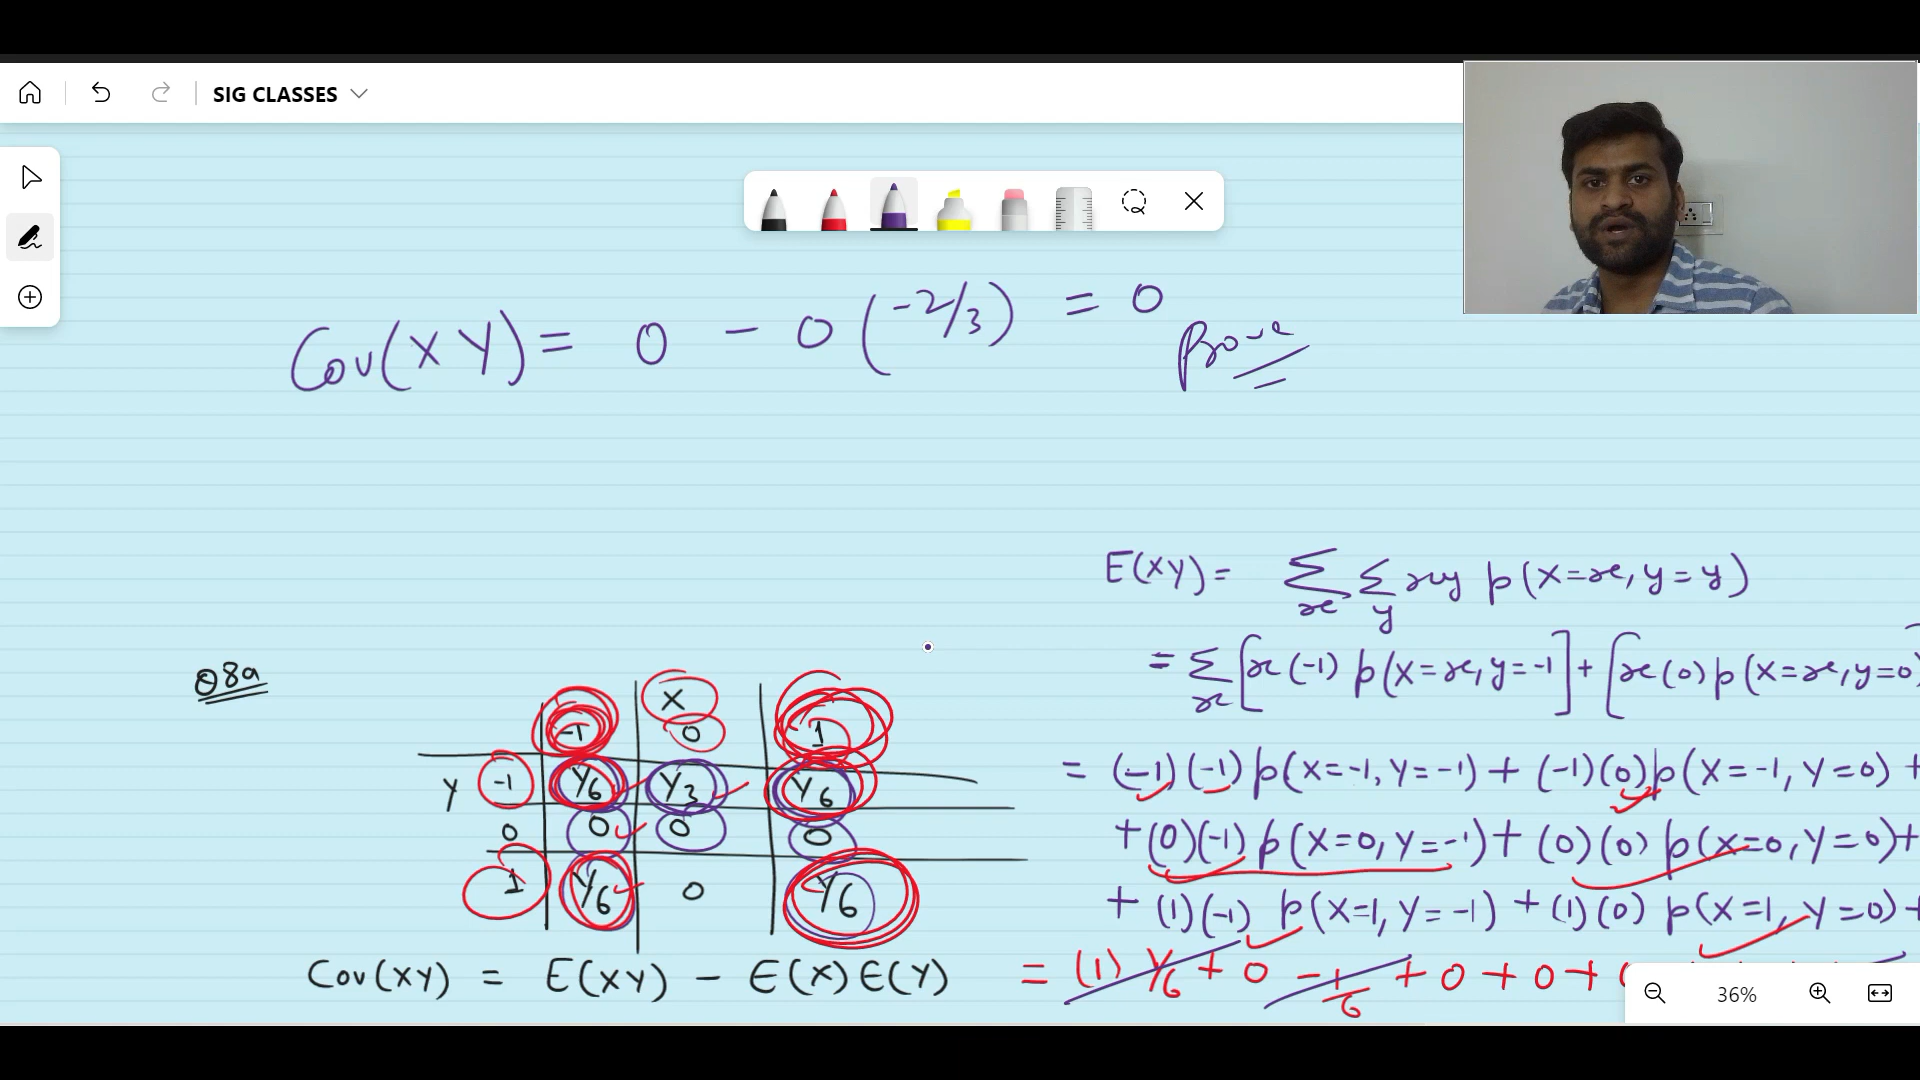 SIG CLASSES
Cov(XY) = 0 - 0 (-2/3) = 0
Prove
E(XY) = Σx Σy xy p(X=x, y=y)
= Σx [x(-1) p(X=x, y=-1] + [x(0) p(X=x, y=0)
Q8a
X
-1 0 1
Y -1 1/6 1/3 1/6
0 0 0 0
1 1/6 0 1/6
= (-1)(-1) p(X=-1, Y=-1) + (-1)(0) p(X=-1, Y=0) +
+ (0)(-1) p(X=0, Y=-1) + (0)(0) p(X=0, Y=0) +
+ (1)(-1) p(X=1, Y=-1) + (1)(0) p(X=1, Y=0) +
Cov(XY) = E(XY) - E(X)E(Y) = (1) 1/6 + 0 - 1/6 + 0 + 0 +
36%